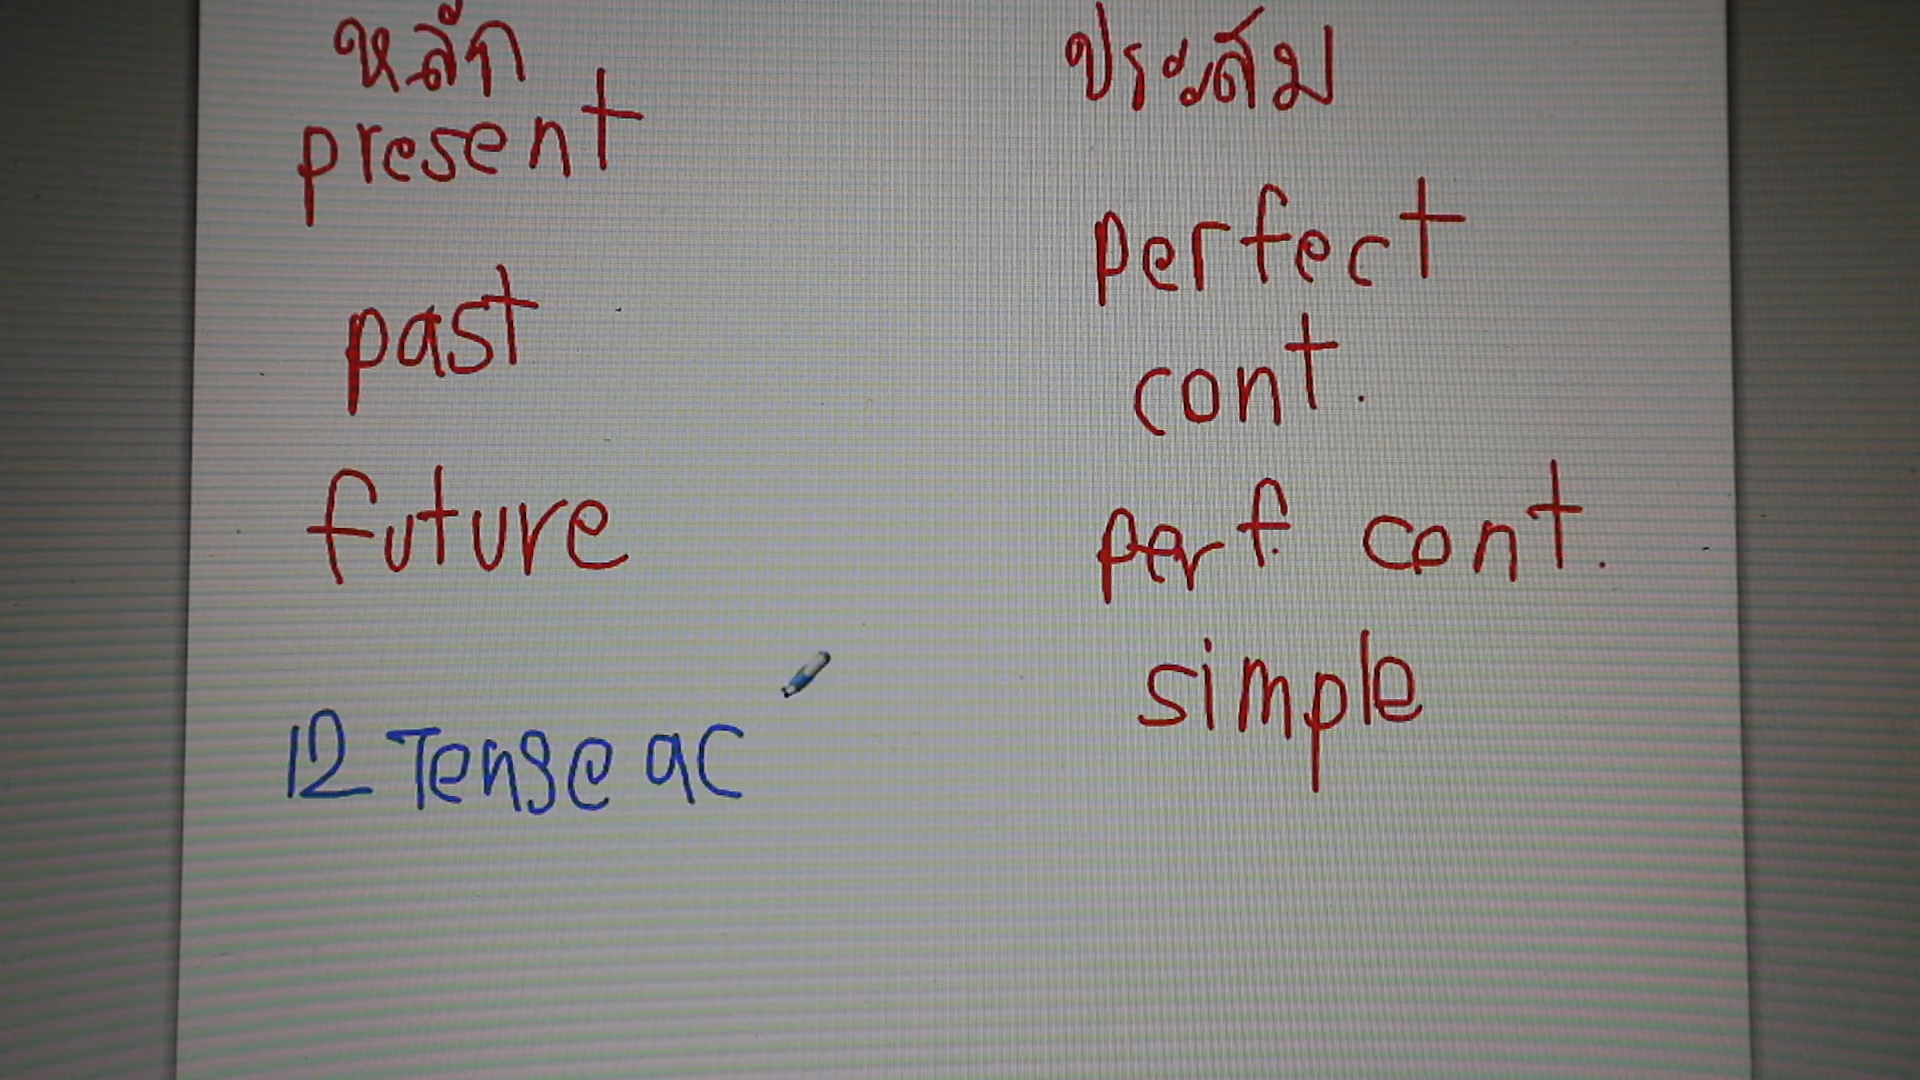 หลัก
present
past
future
12 Tense ac
ประสม
perfect
cont.
perf cont.
simple